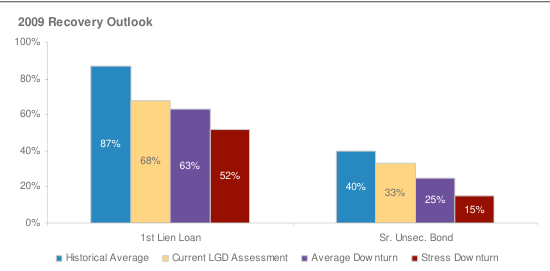 2009 Recovery Outlook
100%
80%
60%
40%
20%
0%
87%
68%
63%
52%
40%
33%
25%
15%
1st Lien Loan
Sr. Unsec. Bond
Historical Average
Current LGD Assessment
Average Downturn
Stress Downturn